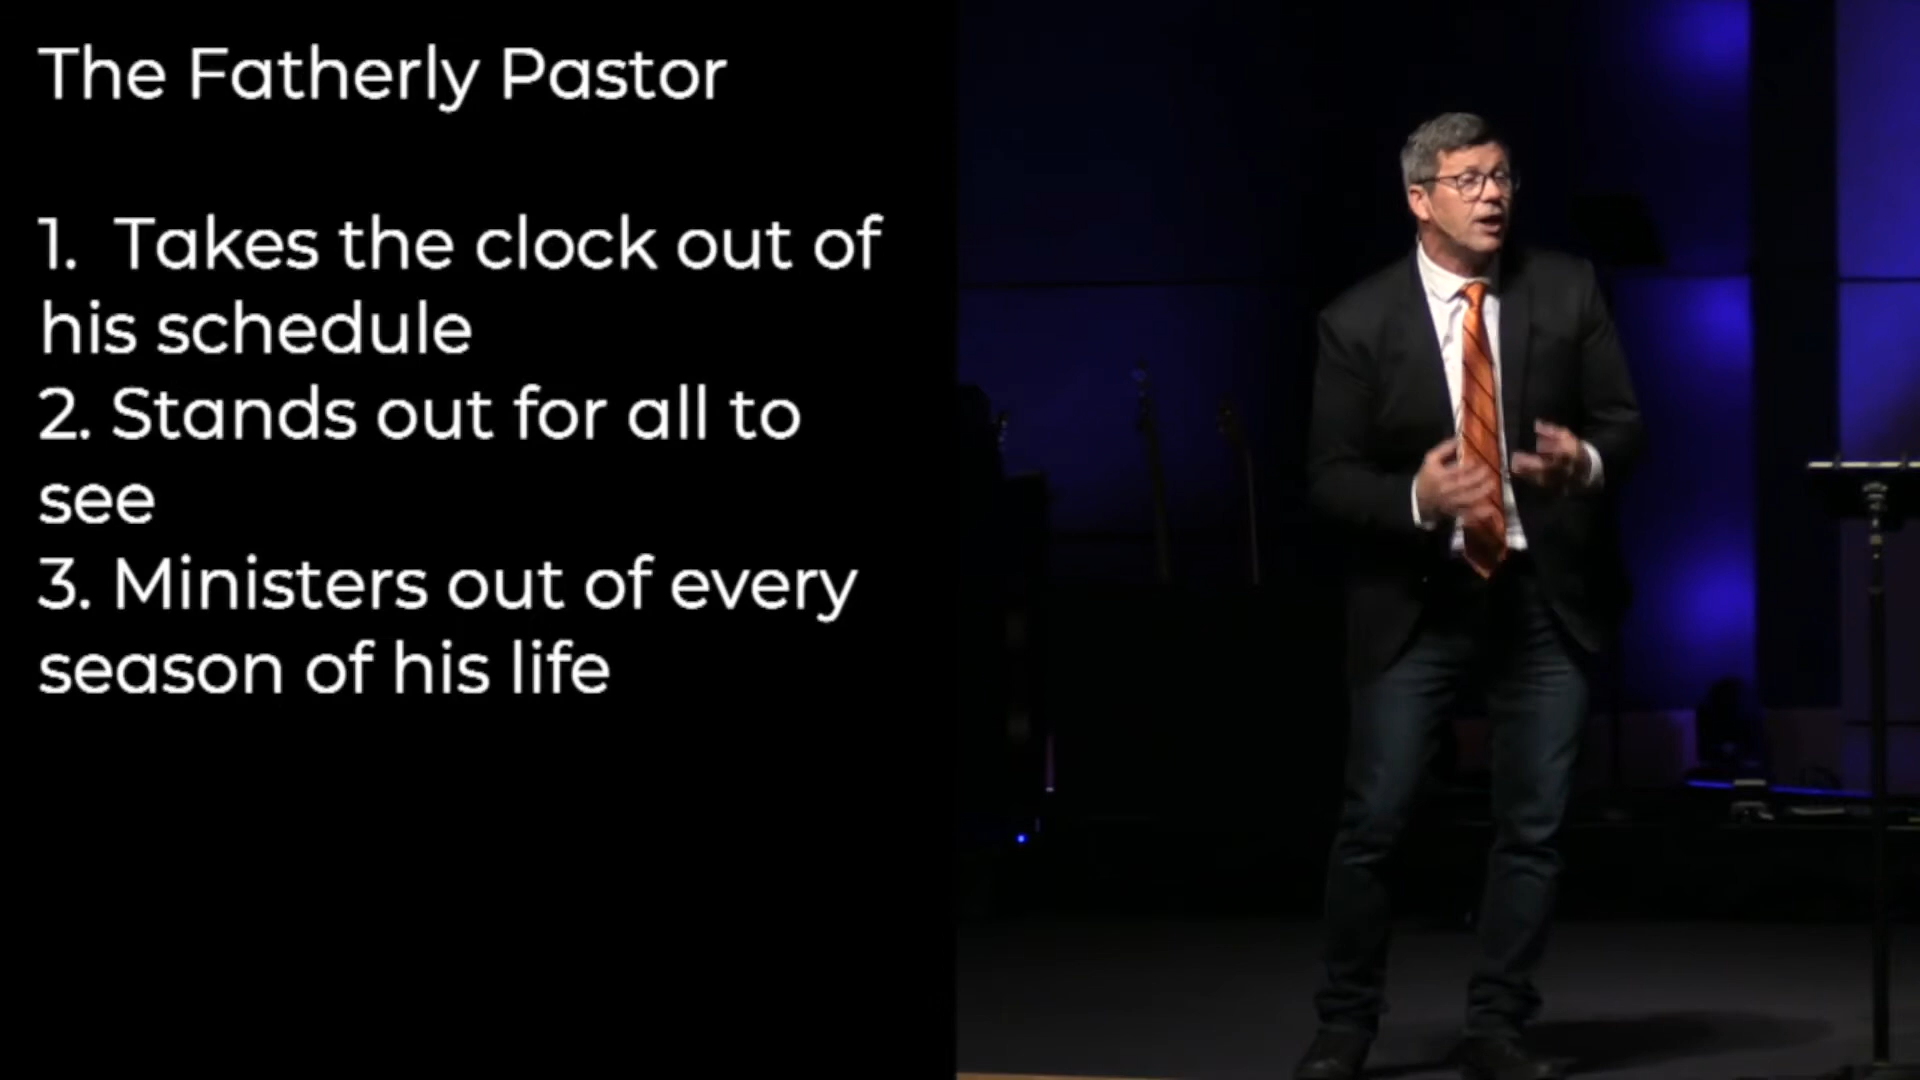 The Fatherly Pastor
1. Takes the clock out of
his schedule
2. Stands out for all to
see
3. Ministers out of every
season of his life